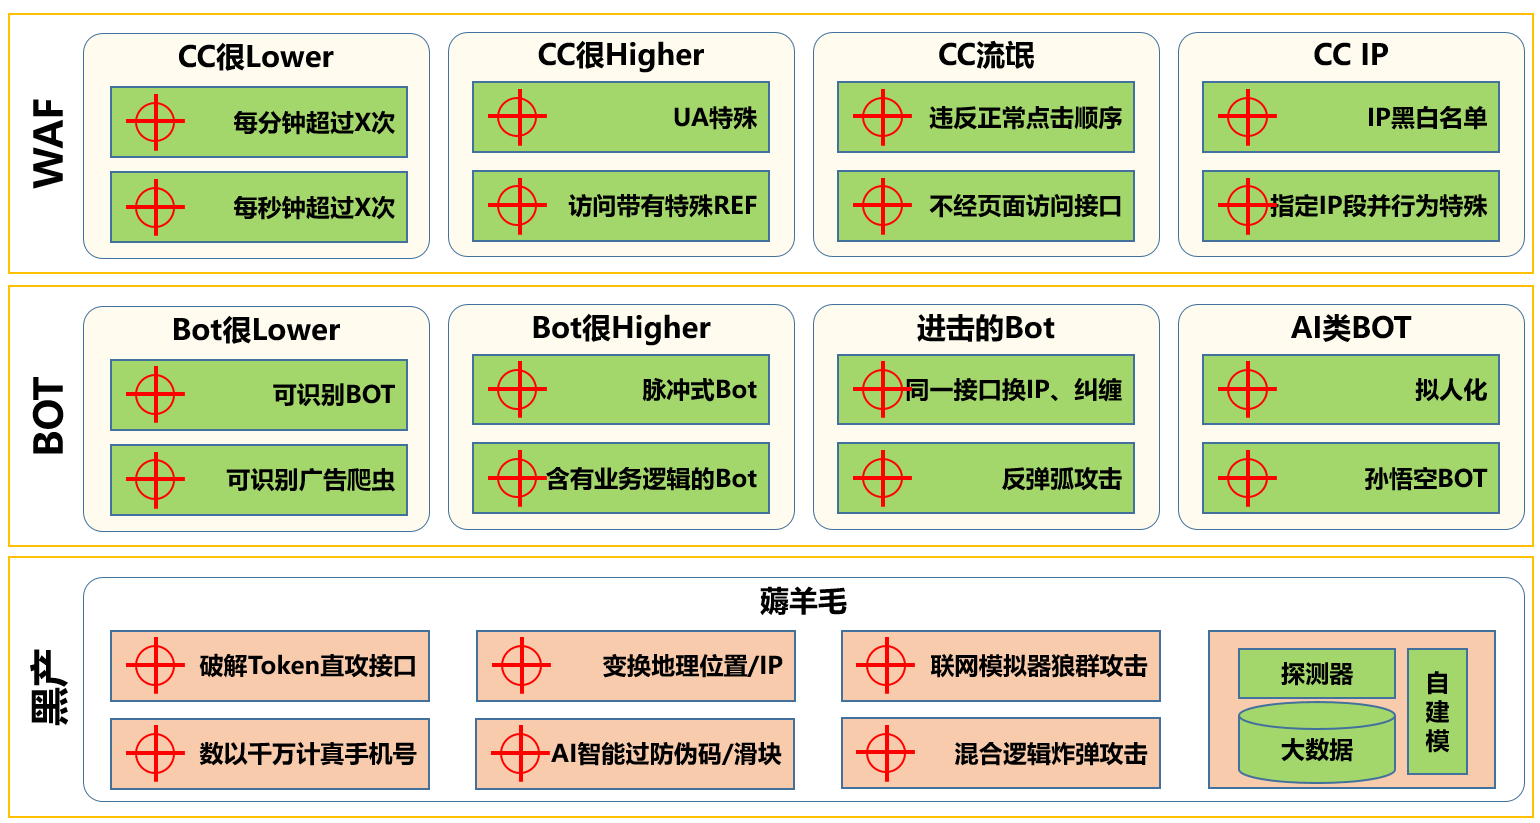 WAF
CC很Lower
每分钟超过X次
每秒钟超过X次
CC很Higher
UA特殊
访问带有特殊REF
CC流氓
违反正常点击顺序
不经页面访问接口
CC IP
IP黑白名单
指定IP段并行为特殊
BOT
Bot很Lower
可识别BOT
可识别广告爬虫
Bot很Higher
脉冲式Bot
含有业务逻辑的Bot
进击的Bot
同一接口换IP、纠缠
反弹弧攻击
AI类BOT
拟人化
孙悟空BOT
黑产
薅羊毛
破解Token直攻接口
数以千万计真手机号
变换地理位置/IP
AI智能过防伪码/滑块
联网模拟器狼群攻击
混合逻辑炸弹攻击
探测器
大数据
自建模